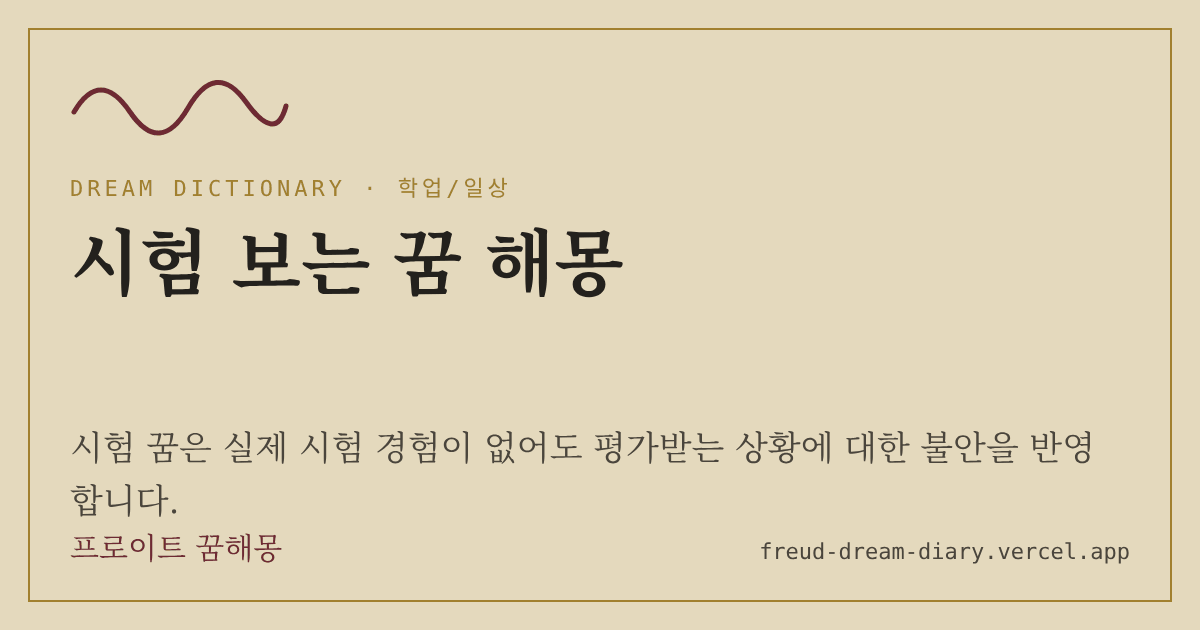 DREAM DICTIONARY · 학업/일상
시험 보는 꿈 해몽
시험 꿈은 실제 시험 경험이 없어도 평가받는 상황에 대한 불안을 반영
합니다.
프로이트 꿈해몽
freud-dream-diary.vercel.app